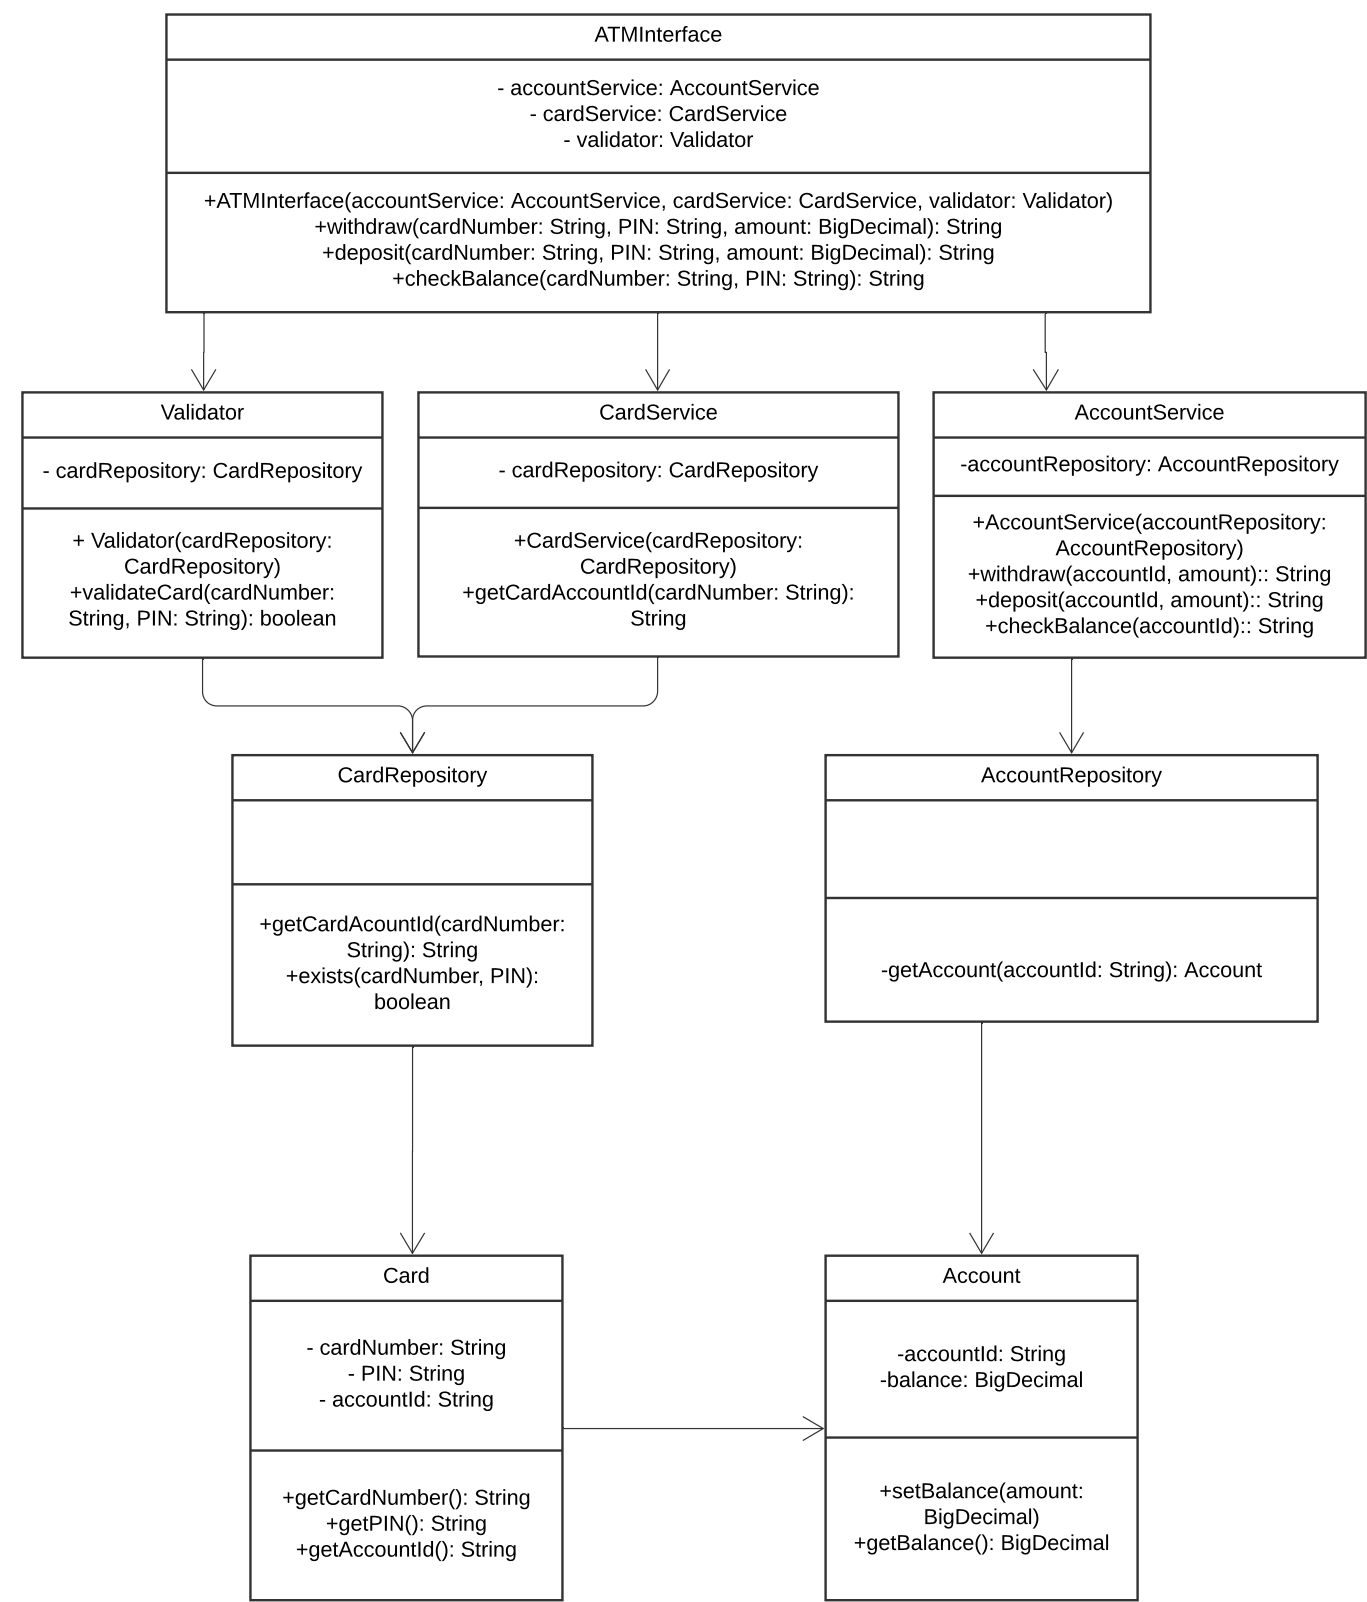 ATMInterface
- accountService: AccountService
- cardService: CardService
- validator: Validator
+ATMInterface(accountService: AccountService, cardService: CardService, validator: Validator)
+withdraw(cardNumber: String, PIN: String, amount: BigDecimal): String
+deposit(cardNumber: String, PIN: String, amount: BigDecimal): String
+checkBalance(cardNumber: String, PIN: String): String
Validator
- cardRepository: CardRepository
+ Validator(cardRepository:
CardRepository)
+validateCard(cardNumber:
String, PIN: String): boolean
CardService
- cardRepository: CardRepository
+CardService(cardRepository:
CardRepository)
+getCardAccountId(cardNumber: String):
String
AccountService
-accountRepository: AccountRepository
+AccountService(accountRepository:
AccountRepository)
+withdraw(accountId, amount):: String
+deposit(accountId, amount):: String
+checkBalance(accountId):: String
CardRepository
+getCardAcountId(cardNumber:
String): String
+exists(cardNumber, PIN):
boolean
AccountRepository
-getAccount(accountId: String): Account
Card
- cardNumber: String
- PIN: String
- accountId: String
+getCardNumber(): String
+getPIN(): String
+getAccountId(): String
Account
-accountId: String
-balance: BigDecimal
+setBalance(amount:
BigDecimal)
+getBalance(): BigDecimal